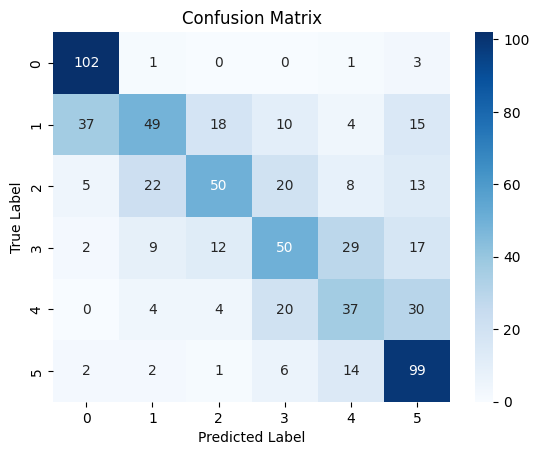 Confusion Matrix
0 102 1 0 0 1 3
1 37 49 18 10 4 15
2 5 22 50 20 8 13
3 2 9 12 50 29 17
4 0 4 4 20 37 30
5 2 2 1 6 14 99
0 1 2 3 4 5
Predicted Label
True Label
100
80
60
40
20
0